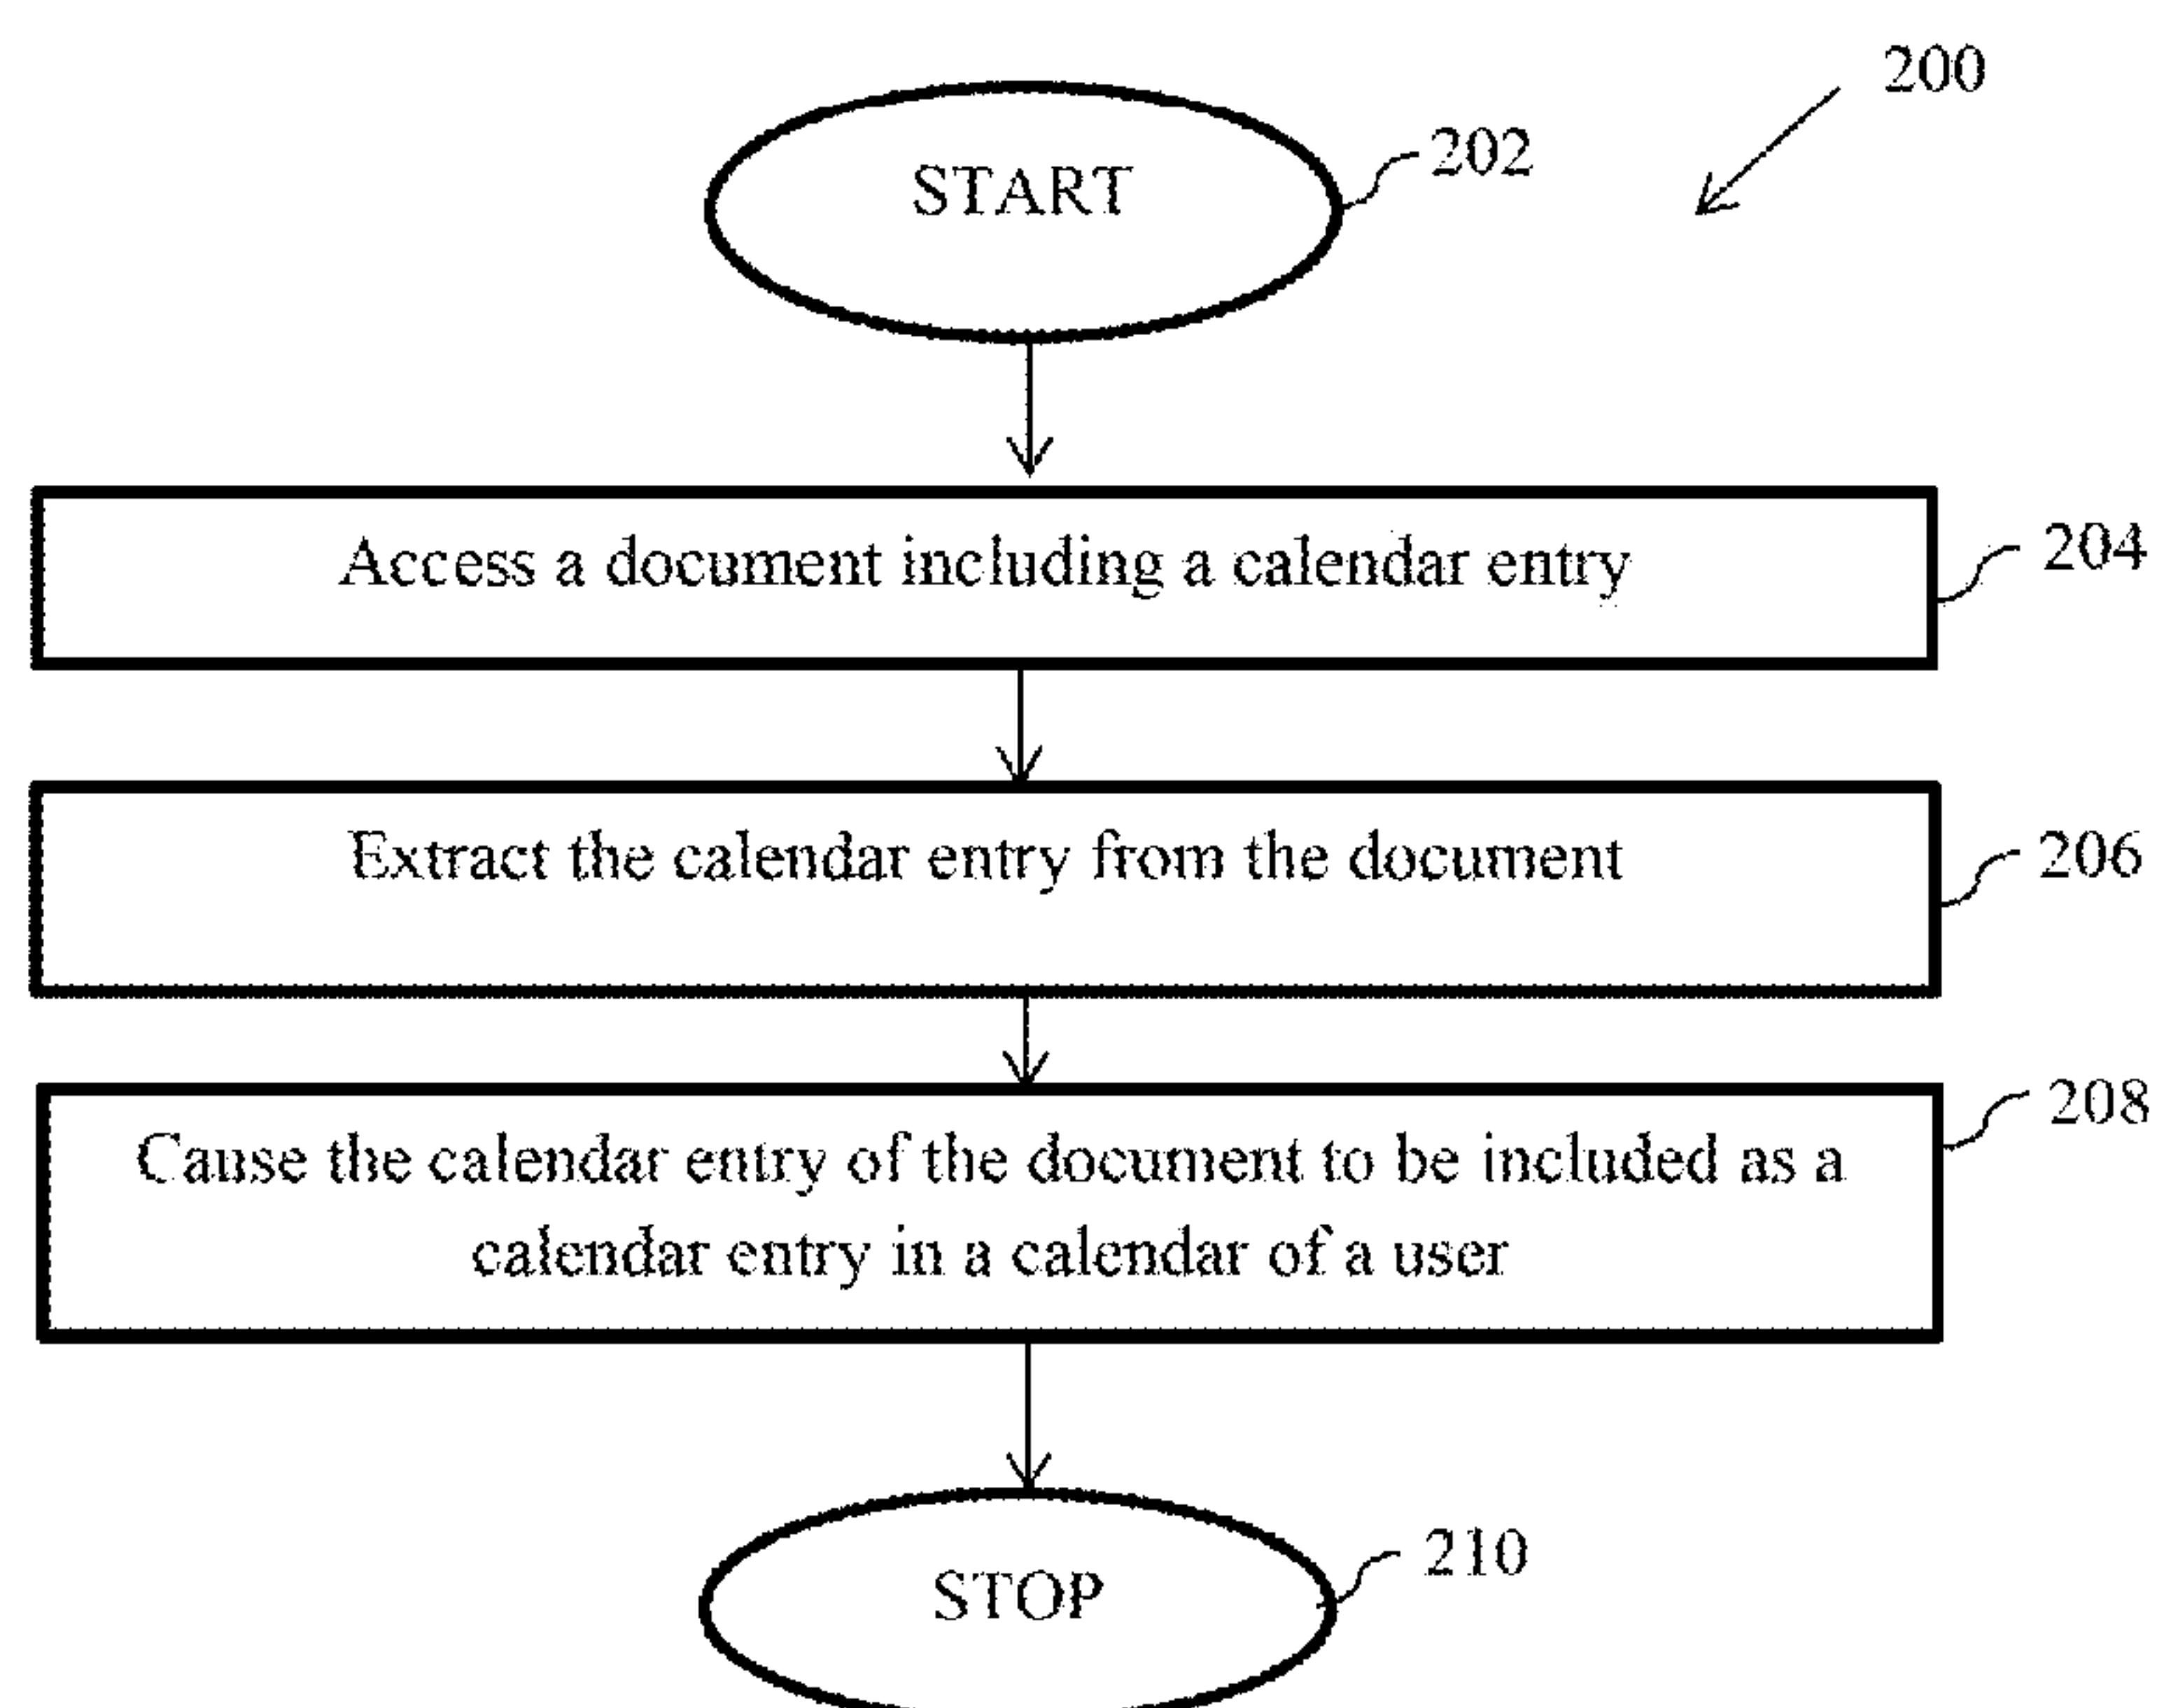 200
START
202
Access a document including a calendar entry
204
Extract the calendar entry from the document
206
Cause the calendar entry of the document to be included as a
calendar entry in a calendar of a user
208
STOP
210